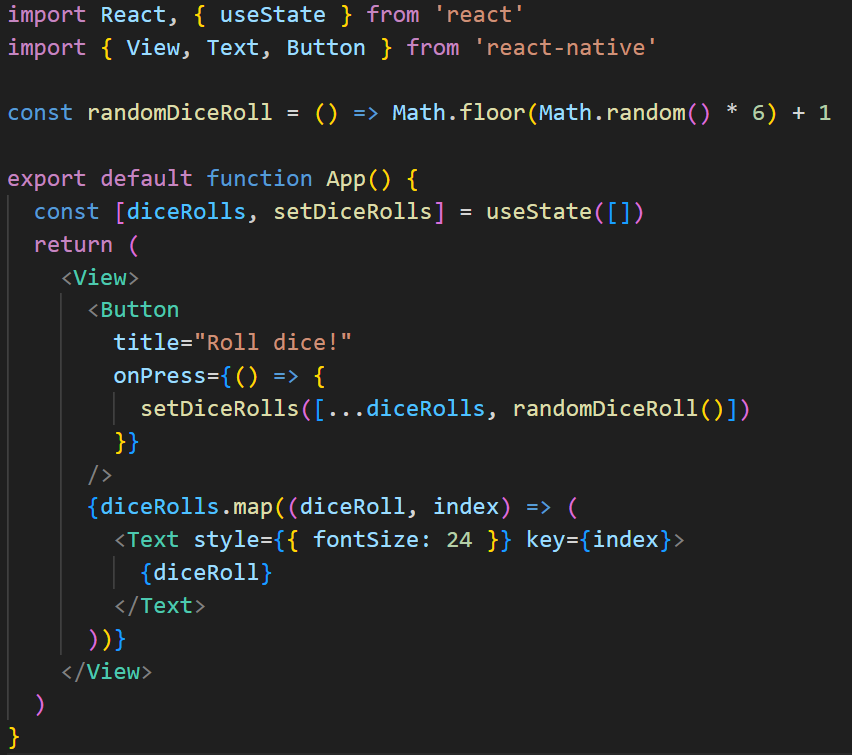 import React, { useState } from 'react'
import { View, Text, Button } from 'react-native'

const randomDiceRoll = () => Math.floor(Math.random() * 6) + 1

export default function App() {
  const [diceRolls, setDiceRolls] = useState([])
  return (
    <View>
      <Button
        title="Roll dice!"
        onPress={() => {
          setDiceRolls([...diceRolls, randomDiceRoll()])
        }}
      />
      {diceRolls.map((diceRoll, index) => (
        <Text style={{ fontSize: 24 }} key={index}>
          {diceRoll}
        </Text>
      ))}
    </View>
  )
}